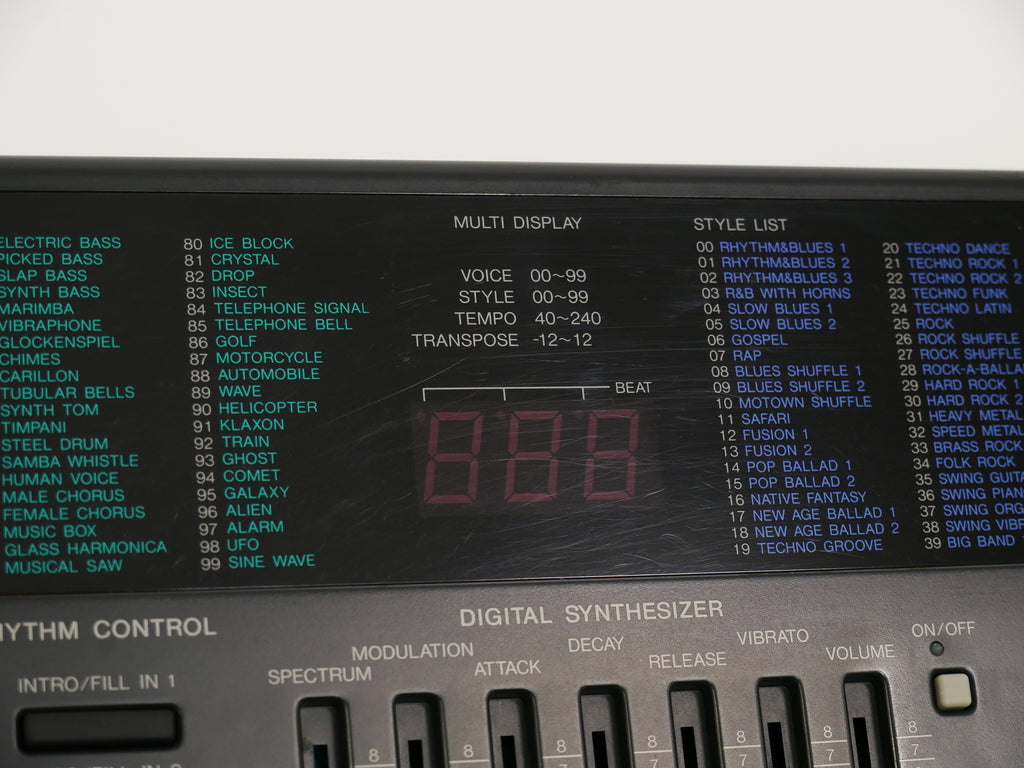 ELECTRIC BASS
PICKED BASS
SLAP BASS
SYNTH BASS
MARIMBA
VIBRAPHONE
GLOCKENSPIEL
CHIMES
CARILLON
TUBULAR BELLS
SYNTH TOM
TIMPANI
STEEL DRUM
SAMBA WHISTLE
HUMAN VOICE
MALE CHORUS
FEMALE CHORUS
MUSIC BOX
GLASS HARMONICA
MUSICAL SAW
80 ICE BLOCK
81 CRYSTAL
82 DROP
83 INSECT
84 TELEPHONE SIGNAL
85 TELEPHONE BELL
86 GOLF
87 MOTORCYCLE
88 AUTOMOBILE
89 WAVE
90 HELICOPTER
91 KLAXON
92 TRAIN
93 GHOST
94 COMET
95 GALAXY
96 ALIEN
97 ALARM
98 UFO
99 SINE WAVE
MULTI DISPLAY
VOICE 00~99
STYLE 00~99
TEMPO 40~240
TRANSPOSE -12~12
BEAT
STYLE LIST
00 RHYTHM&BLUES 1
01 RHYTHM&BLUES 2
02 RHYTHM&BLUES 3
03 R&B WITH HORNS
04 SLOW BLUES 1
05 SLOW BLUES 2
06 GOSPEL
07 RAP
08 BLUES SHUFFLE 1
09 BLUES SHUFFLE 2
10 MOTOWN SHUFFLE
11 SAFARI
12 FUSION 1
13 FUSION 2
14 POP BALLAD 1
15 POP BALLAD 2
16 NATIVE FANTASY
17 NEW AGE BALLAD 1
18 NEW AGE BALLAD 2
19 TECHNO GROOVE
20 TECHNO DANCE
21 TECHNO ROCK 1
22 TECHNO ROCK 2
23 TECHNO FUNK
24 TECHNO LATIN
25 ROCK
26 ROCK SHUFFLE
27 ROCK SHUFFLE
28 ROCK-A-BALLA
29 HARD ROCK 1
30 HARD ROCK 2
31 HEAVY METAL
32 SPEED METAL
33 BRASS ROCK
34 FOLK ROCK
35 SWING GUITA
36 SWING PIAN
37 SWING ORG
38 SWING VIB
39 BIG BAND
HYTHM CONTROL
INTRO/FILL IN 1
DIGITAL SYNTHESIZER
SPECTRUM
MODULATION
ATTACK
DECAY
RELEASE
VIBRATO
VOLUME
ON/OFF
8 8 8 8 8 8 8
7 7 7